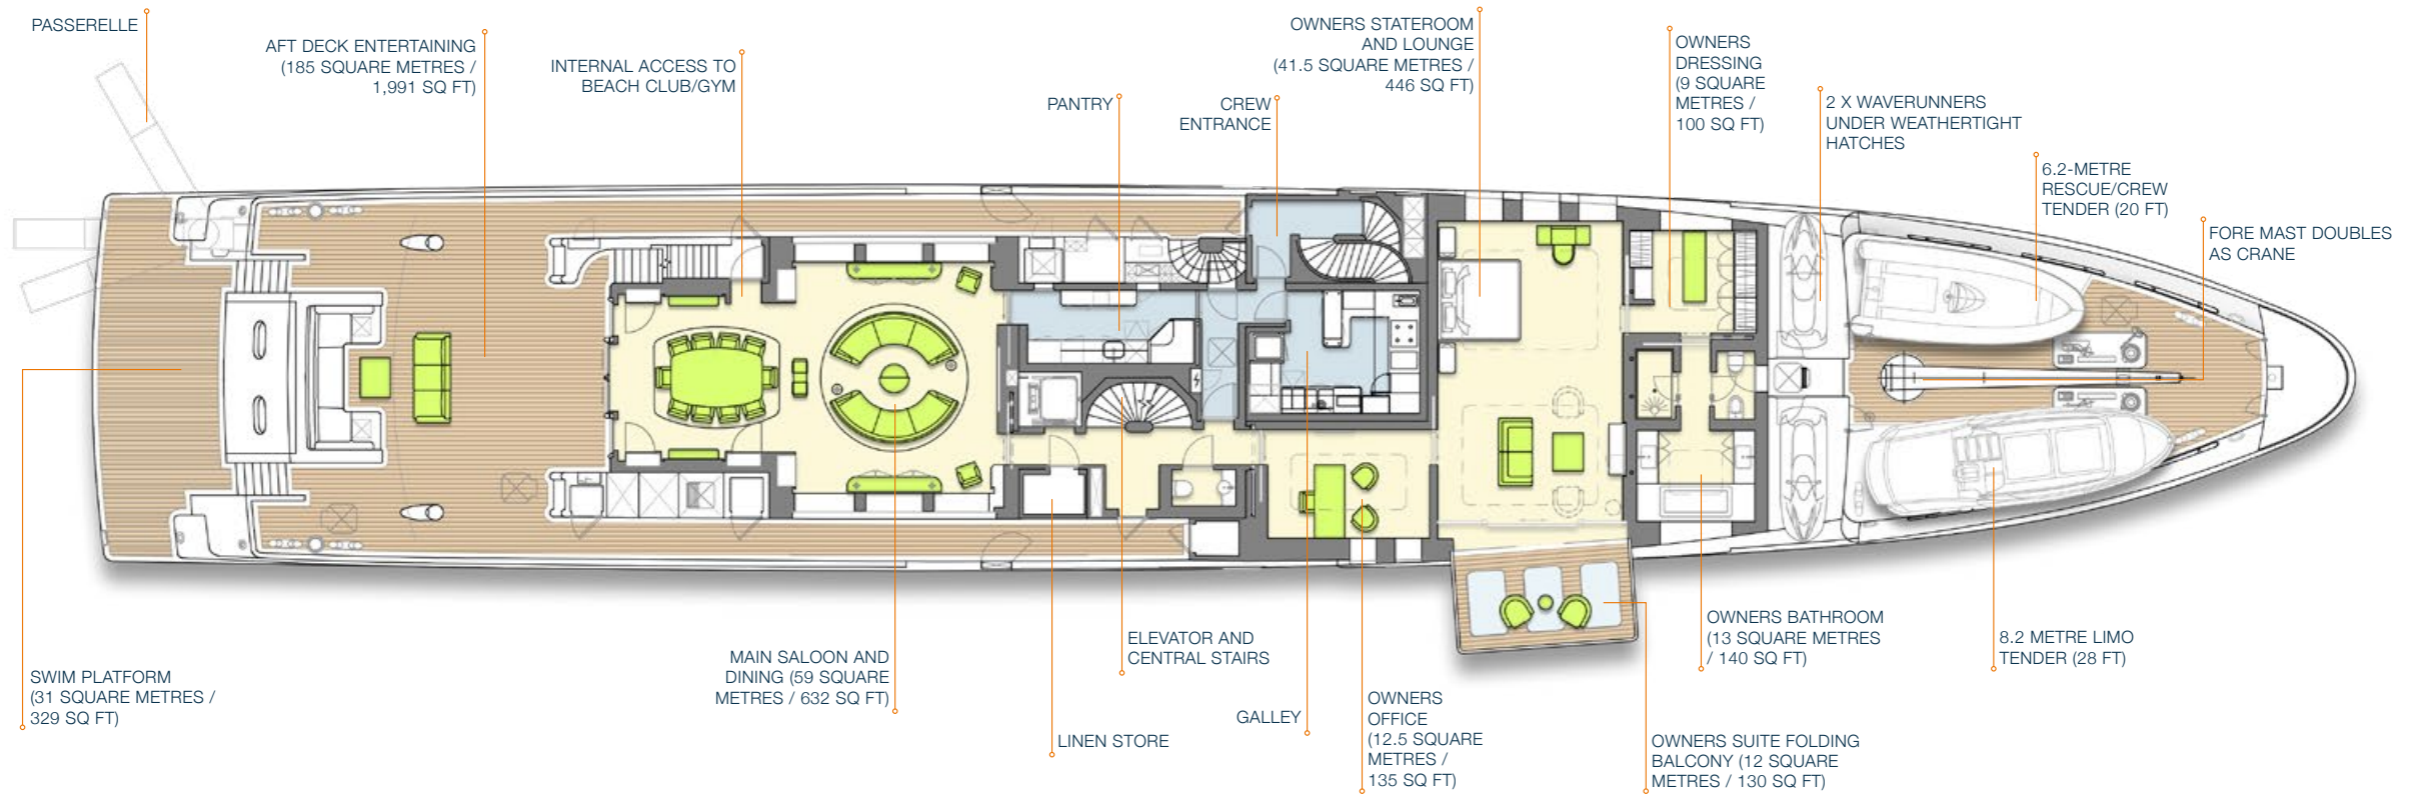 PASSERELLE
AFT DECK ENTERTAINING
(185 SQUARE METRES /
1,991 SQ FT)
INTERNAL ACCESS TO
BEACH CLUB/GYM
PANTRY
CREW
ENTRANCE
OWNERS STATEROOM
AND LOUNGE
(41.5 SQUARE METRES /
446 SQ FT)
OWNERS
DRESSING
(9 SQUARE
METRES /
100 SQ FT)
2 X WAVERUNNERS
UNDER WEATHERTIGHT
HATCHES
6.2-METRE
RESCUE/CREW
TENDER (20 FT)
FORE MAST DOUBLES
AS CRANE
SWIM PLATFORM
(31 SQUARE METRES /
329 SQ FT)
MAIN SALOON AND
DINING (59 SQUARE
METRES / 632 SQ FT)
LINEN STORE
ELEVATOR AND
CENTRAL STAIRS
GALLEY
OWNERS
OFFICE
(12.5 SQUARE
METRES /
135 SQ FT)
OWNERS SUITE FOLDING
BALCONY (12 SQUARE
METRES / 130 SQ FT)
OWNERS BATHROOM
(13 SQUARE METRES
/ 140 SQ FT)
8.2 METRE LIMO
TENDER (28 FT)